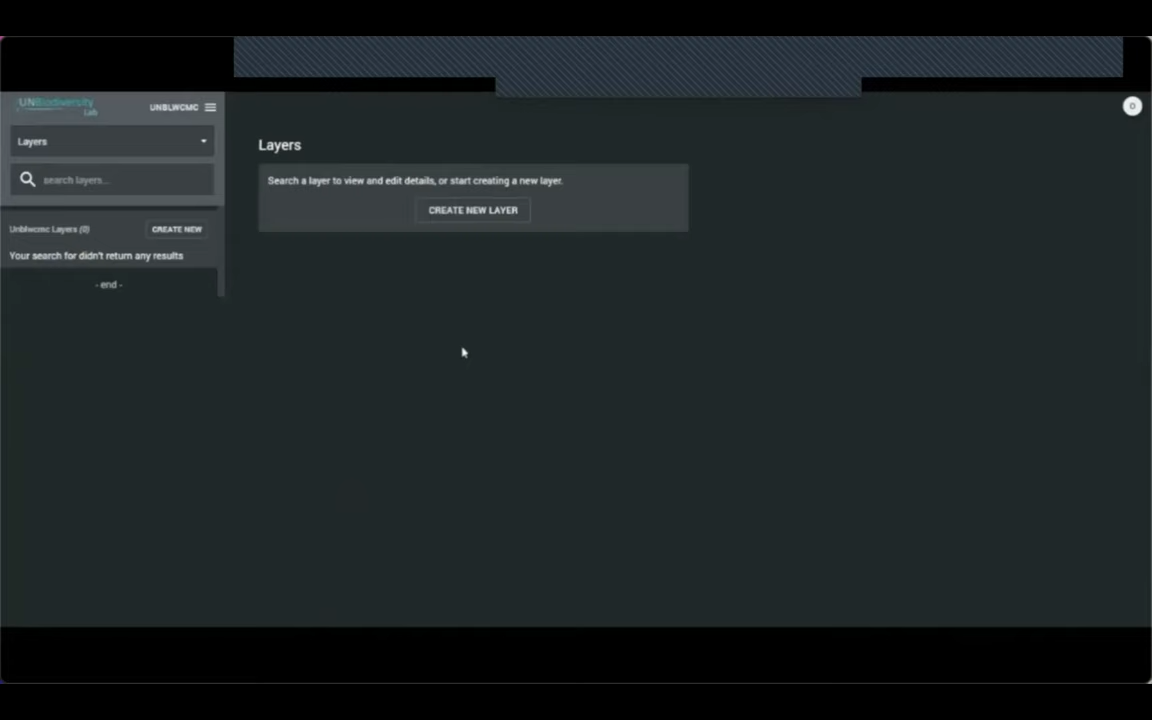 UNBiodiversity
Lab
UNBLWCMC
Layers
search layers...
Unblwcmc Layers (0)
CREATE NEW
Your search for didn't return any results
- end -
Layers
Search a layer to view and edit details, or start creating a new layer.
CREATE NEW LAYER
O